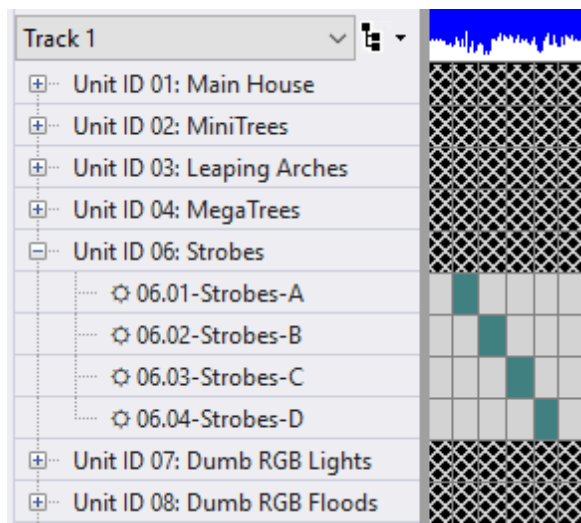 Track 1
Unit ID 01: Main House
Unit ID 02: MiniTrees
Unit ID 03: Leaping Arches
Unit ID 04: MegaTrees
Unit ID 06: Strobes
06.01-Strobes-A
06.02-Strobes-B
06.03-Strobes-C
06.04-Strobes-D
Unit ID 07: Dumb RGB Lights
Unit ID 08: Dumb RGB Floods